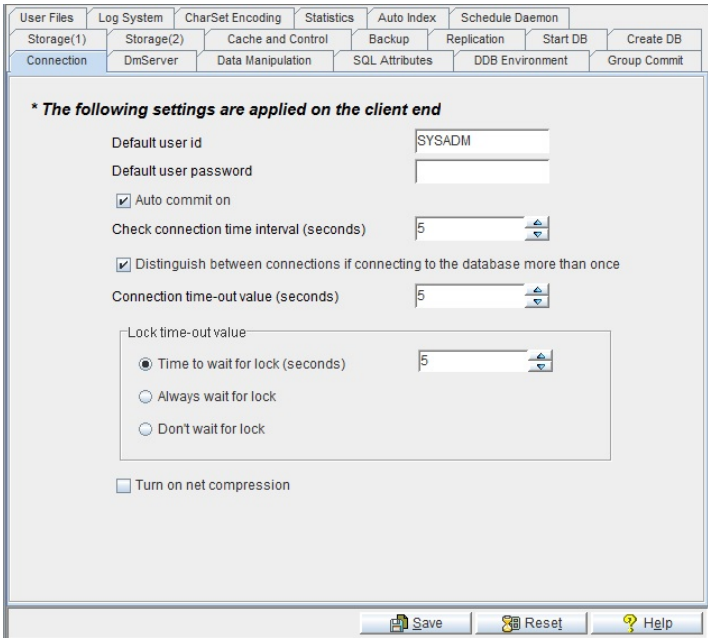 User Files Log System CharSet Encoding Statistics Auto Index Schedule Daemon
Storage(1) Storage(2) Cache and Control Backup Replication Start DB Create DB
Connection DmServer Data Manipulation SQL Attributes DDB Environment Group Commit
* The following settings are applied on the client end
Default user id SYSADM
Default user password
Auto commit on
Check connection time interval (seconds) 5
Distinguish between connections if connecting to the database more than once
Connection time-out value (seconds) 5
Lock time-out value
Time to wait for lock (seconds) 5
Always wait for lock
Don't wait for lock
Turn on net compression
Save Reset Help